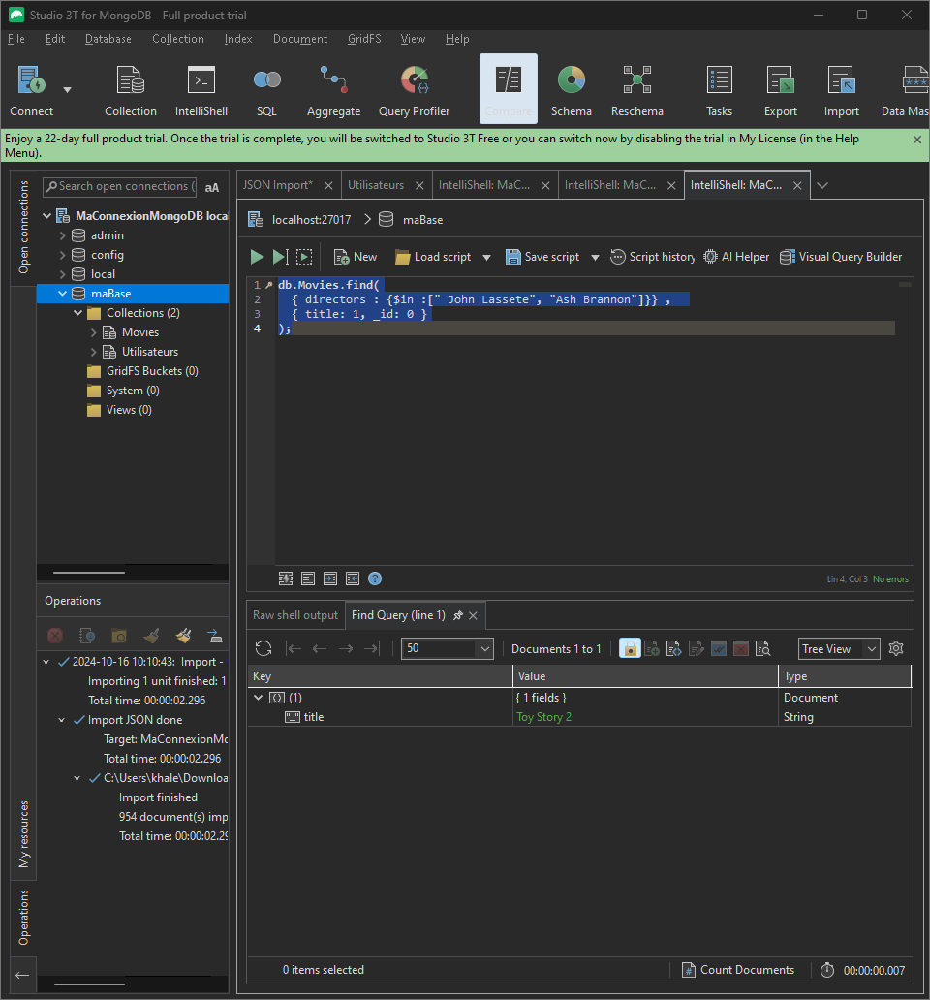 Studio 3T for MongoDB - Full product trial
File Edit Database Collection Index Document GridFS View Help
Connect Collection IntelliShell SQL Aggregate Query Profiler Compare Schema Reschema Tasks Export Import Data Mas
Enjoy a 22-day full product trial. Once the trial is complete, you will be switched to Studio 3T Free or you can switch now by disabling the trial in My License (in the Help
Menu).
Open connections
Search open connections ( aA
MaConnexionMongoDB loca
admin
config
local
maBase
Collections (2)
Movies
Utilisateurs
GridFS Buckets (0)
System (0)
Views (0)
JSON Import* Utilisateurs IntelliShell: MaC... IntelliShell: MaC... IntelliShell: MaC...
localhost:27017 maBase
New Load script Save script Script history AI Helper Visual Query Builder
1 db.Movies.find(
2 { directors : {$in :[" John Lassete", "Ash Brannon"]}} ,
3 { title: 1, _id: 0 }
4 );
Lin 4, Col 3 No errors
Operations
2024-10-16 10:10:43: Import -
Importing 1 unit finished: 1
Total time: 00:00:02.296
Import JSON done
Target: MaConnexionMo
Total time: 00:00:02.296
C:\Users\khale\Downloa
Import finished
954 document(s) imp
Total time: 00:00:02.29
My resources
Operations
Raw shell output Find Query (line 1)
50 Documents 1 to 1 Tree View
Key Value Type
(1) { 1 fields } Document
title Toy Story 2 String
0 items selected Count Documents 00:00:00.007